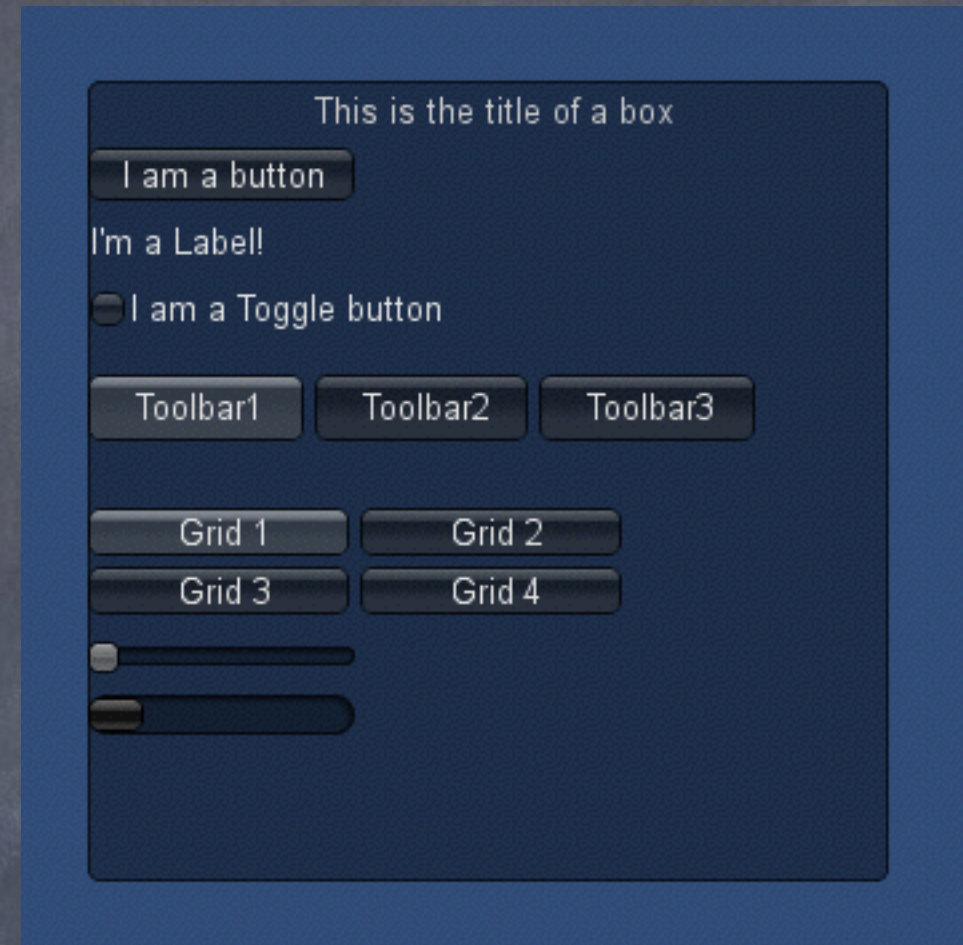 This is the title of a box
I am a button
I'm a Label!
I am a Toggle button
Toolbar1 Toolbar2 Toolbar3
Grid 1 Grid 2
Grid 3 Grid 4